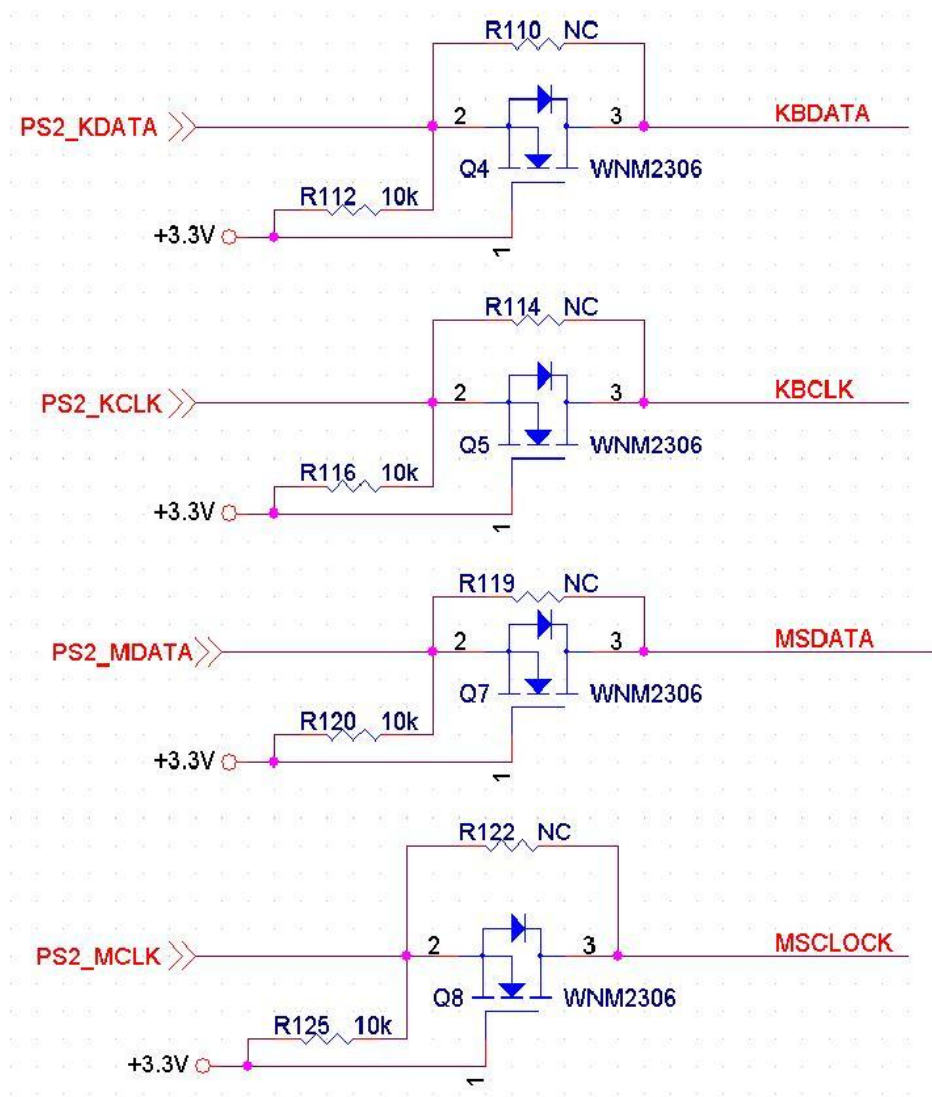 R110 NC
PS2_KDATA 2 3 KBDATA
Q4 WNM2306
R112 10k
+3.3V
1
R114 NC
PS2_KCLK 2 3 KBCLK
Q5 WNM2306
R116 10k
+3.3V
1
R119 NC
PS2_MDATA 2 3 MSDATA
Q7 WNM2306
R120 10k
+3.3V
1
R122 NC
PS2_MCLK 2 3 MSCLOCK
Q8 WNM2306
R125 10k
+3.3V
1